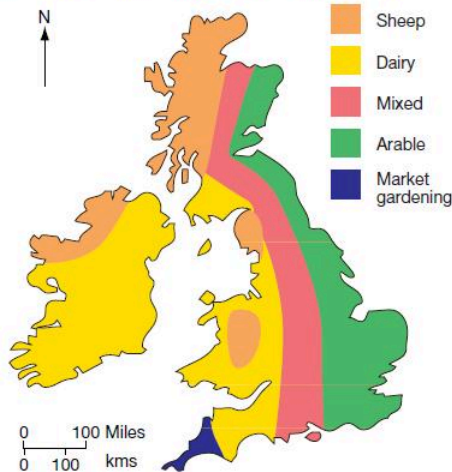 N
Sheep
Dairy
Mixed
Arable
Market
gardening
0 100 Miles
0 100 kms